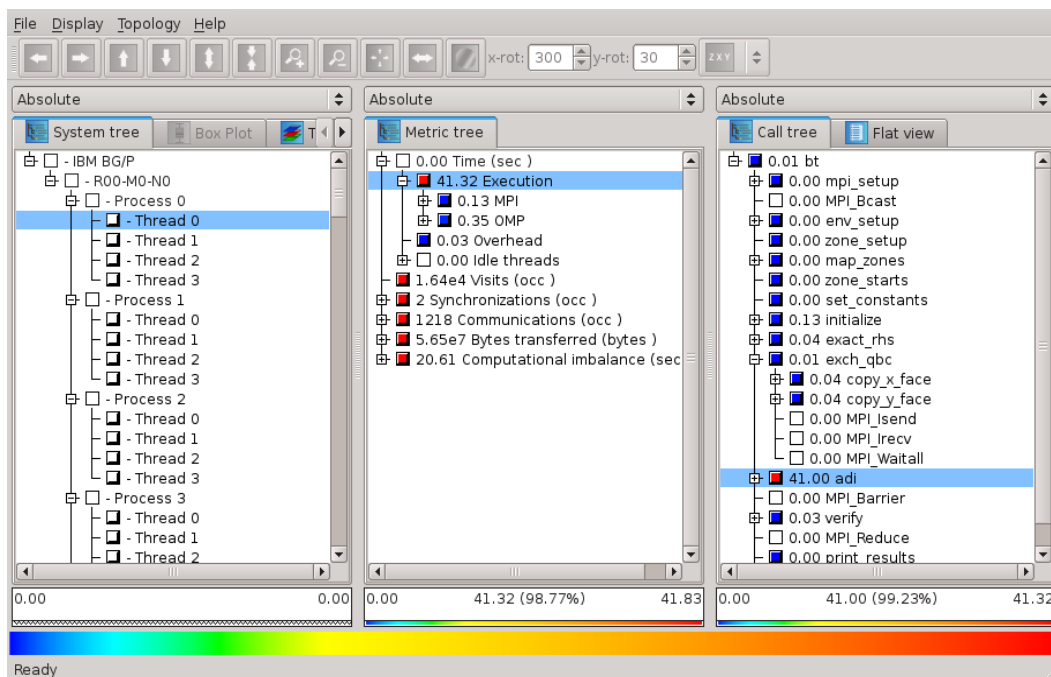 File Display Topology Help
x-rot: 300 y-rot: 30 ZXY
Absolute
System tree Box Plot T
- IBM BG/P
- R00-M0-N0
- Process 0
- Thread 0
- Thread 1
- Thread 2
- Thread 3
- Process 1
- Thread 0
- Thread 1
- Thread 2
- Thread 3
- Process 2
- Thread 0
- Thread 1
- Thread 2
- Thread 3
- Process 3
- Thread 0
- Thread 1
- Thread 2
0.00 0.00
Absolute
Metric tree
0.00 Time (sec )
41.32 Execution
0.13 MPI
0.35 OMP
0.03 Overhead
0.00 Idle threads
1.64e4 Visits (occ )
2 Synchronizations (occ )
1218 Communications (occ )
5.65e7 Bytes transferred (bytes )
20.61 Computational imbalance (sec
0.00 41.32 (98.77%) 41.83
Absolute
Call tree Flat view
0.01 bt
0.00 mpi_setup
0.00 MPI_Bcast
0.00 env_setup
0.00 zone_setup
0.00 map_zones
0.00 zone_starts
0.00 set_constants
0.13 initialize
0.04 exact_rhs
0.01 exch_qbc
0.04 copy_x_face
0.04 copy_y_face
0.00 MPI_Isend
0.00 MPI_Irecv
0.00 MPI_Waitall
41.00 adi
0.00 MPI_Barrier
0.03 verify
0.00 MPI_Reduce
0.00 print_results
0.00 41.00 (99.23%) 41.32
Ready